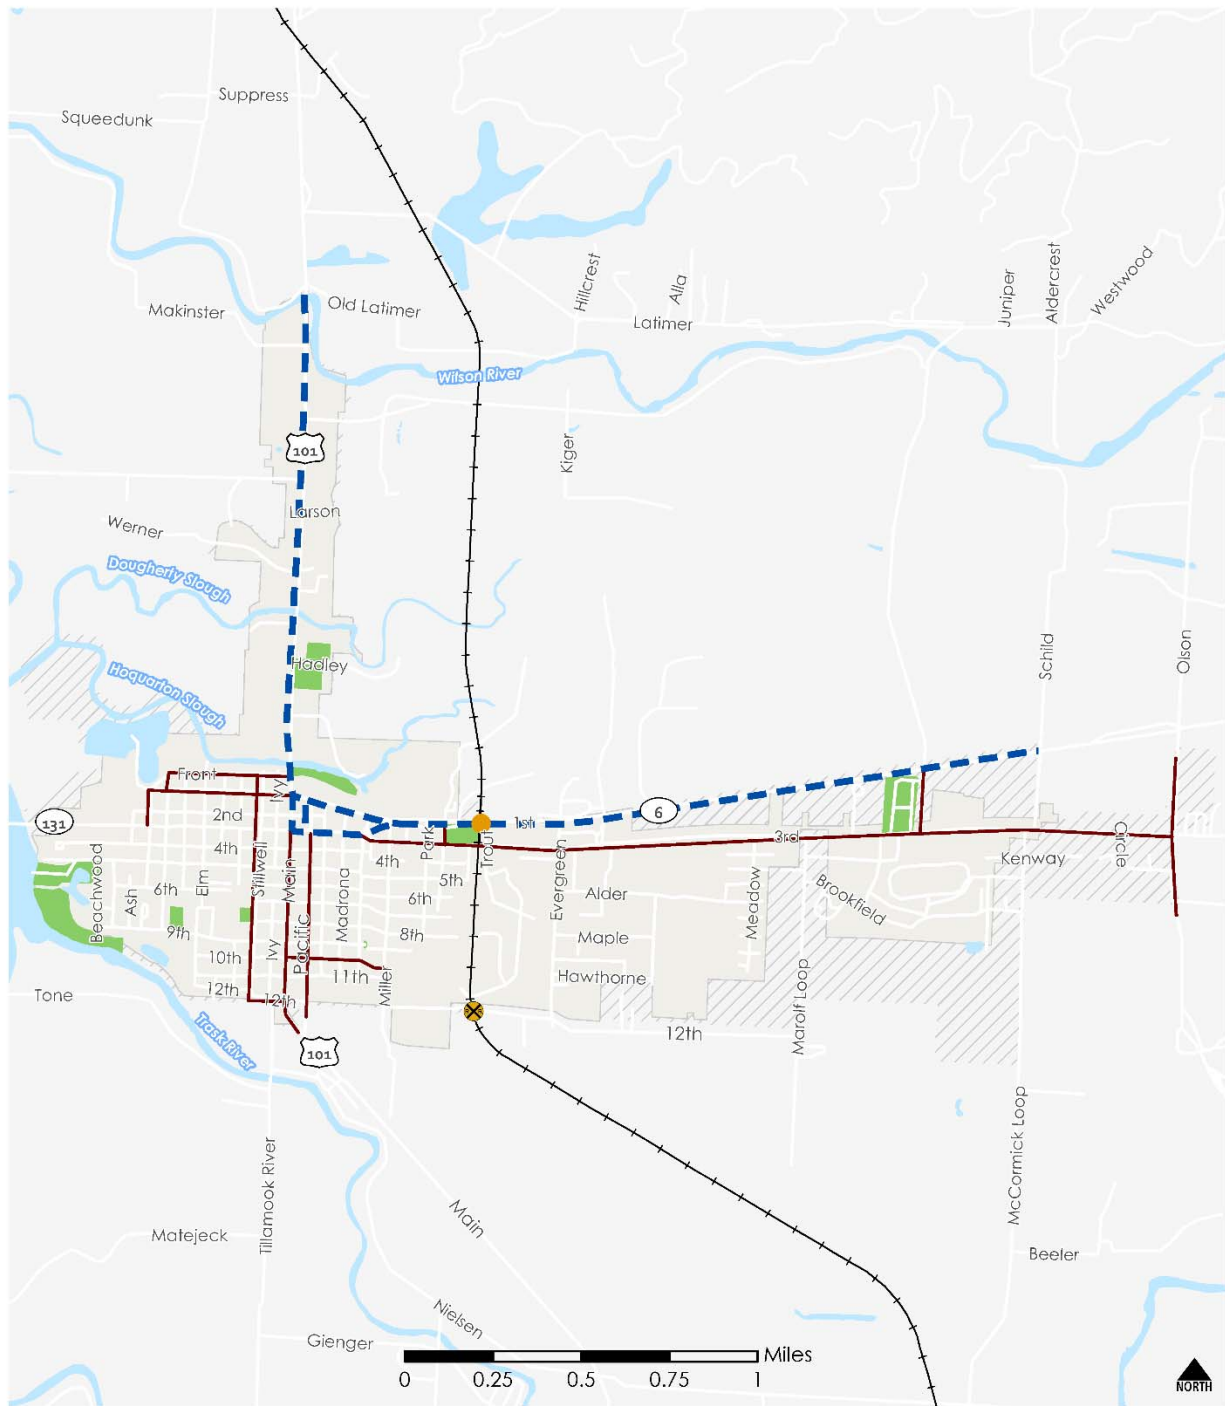 Suppress
Squeedunk
Makinster
Old Latimer
Hillcrest
Alla
Latimer
Juniper
Aldercrest
Westwood
Wilson River
101
Kiger
Larson
Werner
Dougherty Slough
Hoquarton Slough
Hadley
Schild
Olson
Front
Ivy
131
2nd
6
1st
4th
Park
Trout
3rd
Circle
4th
Kenway
Beachwood
Ash
6th
Elm
Stillwell
Main
Madrona
5th
6th
Evergreen
Alder
Meadow
Brookfield
9th
Ivy
Pacific
8th
Maple
10th
11th
Miller
Hawthorne
12th
12th
Tone
Trask River
101
12th
Marolf Loop
McCormick Loop
Tillamook River
Main
Matejeck
Beeler
Nielsen
Gienger
Miles
0 0.25 0.5 0.75 1
NORTH